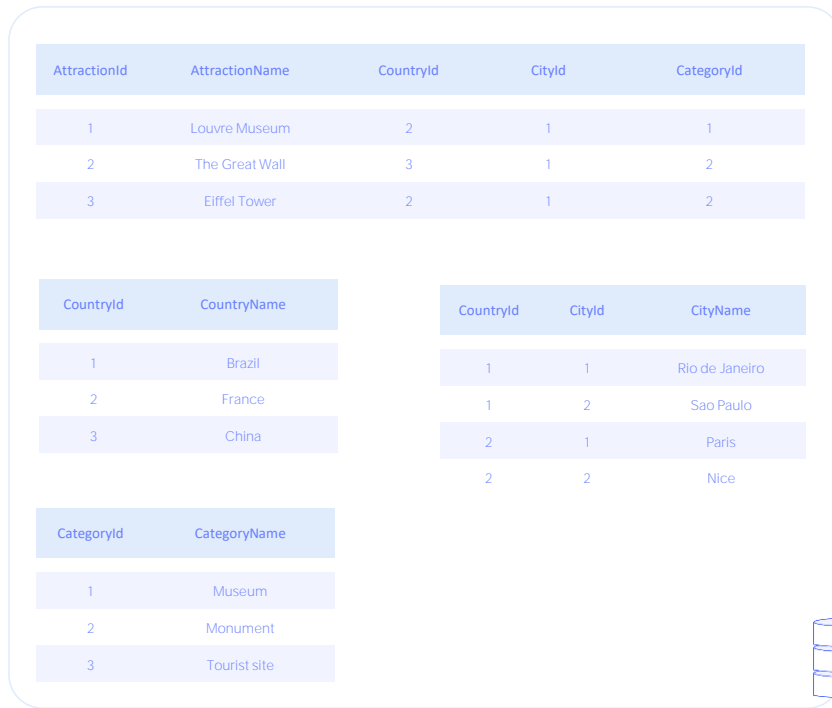 AttractionId AttractionName CountryId CityId CategoryId
1 Louvre Museum 2 1 1
2 The Great Wall 3 1 2
3 Eiffel Tower 2 1 2
CountryId CountryName
1 Brazil
2 France
3 China
CountryId CityId CityName
1 1 Rio de Janeiro
1 2 Sao Paulo
2 1 Paris
2 2 Nice
CategoryId CategoryName
1 Museum
2 Monument
3 Tourist site